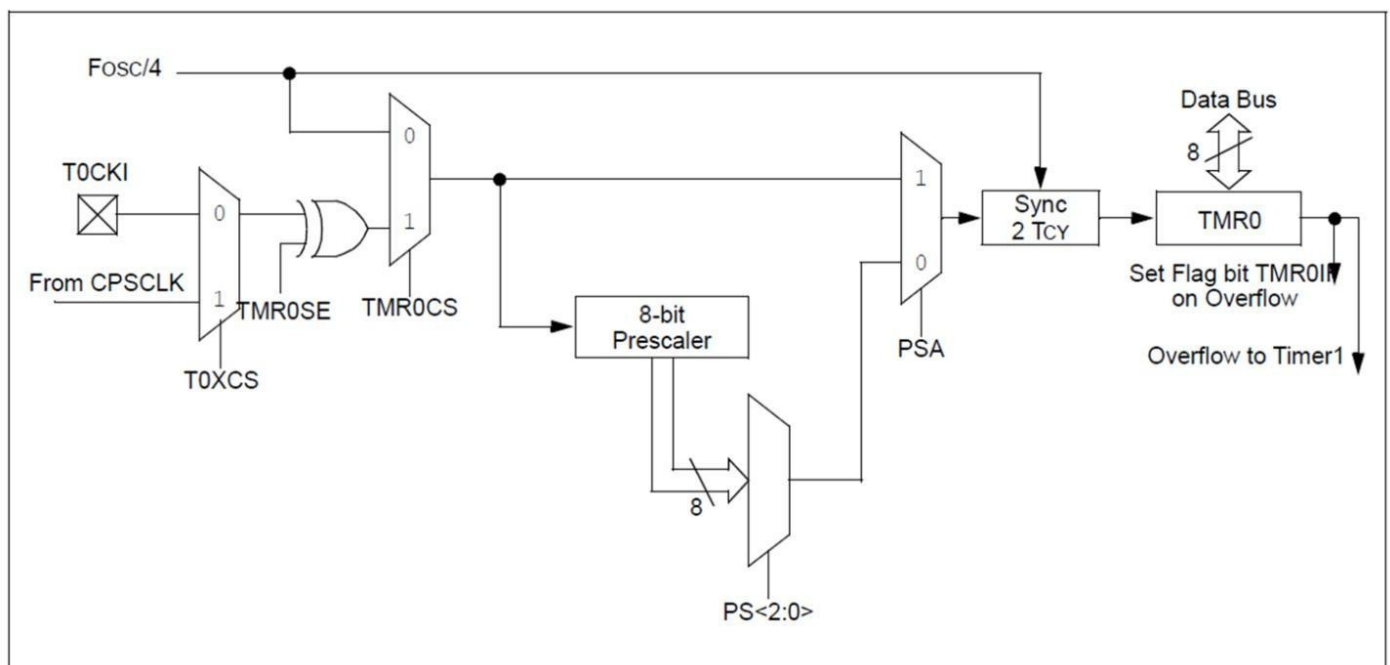 FOSC/4
Data Bus
8
T0CKI
0
1
0
1
1
0
Sync
2 TCY
TMR0
From CPSCLK
TMR0SE
TMR0CS
T0XCS
8-bit
Prescaler
PSA
Set Flag bit TMR0IF
on Overflow
Overflow to Timer1
8
PS<2:0>